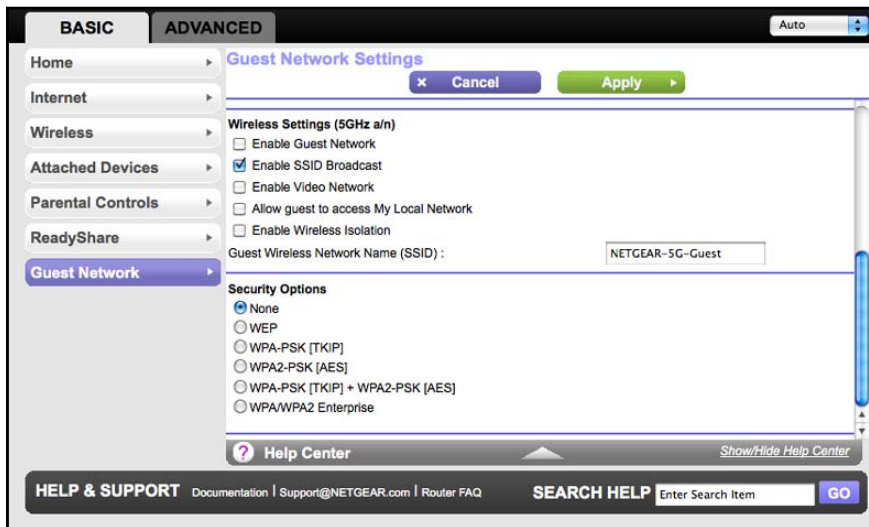 BASIC
ADVANCED
Auto
Home
Internet
Wireless
Attached Devices
Parental Controls
ReadyShare
Guest Network
Guest Network Settings
x Cancel
Apply
Wireless Settings (5GHz a/n)
Enable Guest Network
Enable SSID Broadcast
Enable Video Network
Allow guest to access My Local Network
Enable Wireless Isolation
Guest Wireless Network Name (SSID) : NETGEAR-5G-Guest
Security Options
None
WEP
WPA-PSK [TKIP]
WPA2-PSK [AES]
WPA-PSK [TKIP] + WPA2-PSK [AES]
WPA/WPA2 Enterprise
? Help Center
Show/Hide Help Center
HELP & SUPPORT Documentation | Support@NETGEAR.com | Router FAQ
SEARCH HELP Enter Search Item GO